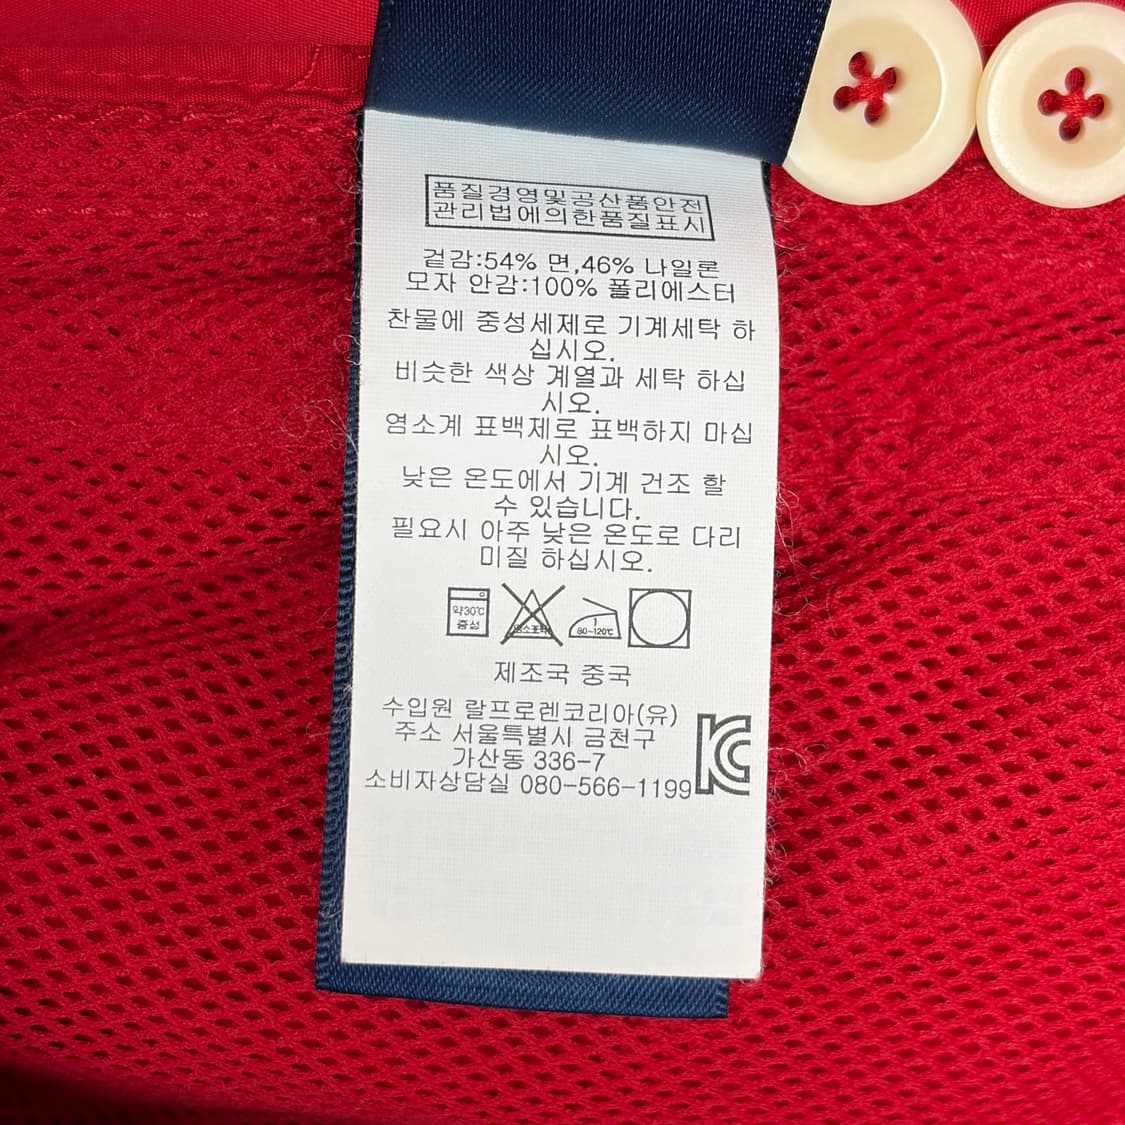 품질경영및공산품안전
관리법에의한품질표시
겉감:54% 면,46% 나일론
모자 안감:100% 폴리에스터
찬물에 중성세제로 기계세탁 하
십시오.
비슷한 색상 계열과 세탁 하십
시오.
염소계 표백제로 표백하지 마십
시오.
낮은 온도에서 기계 건조 할
수 있습니다.
필요시 아주 낮은 온도로 다리
미질 하십시오.
약30℃
중성
염소표백
80~120℃
제조국 중국
수입원 랄프로렌코리아(유)
주소 서울특별시 금천구
가산동 336-7
소비자상담실 080-566-1199
KC